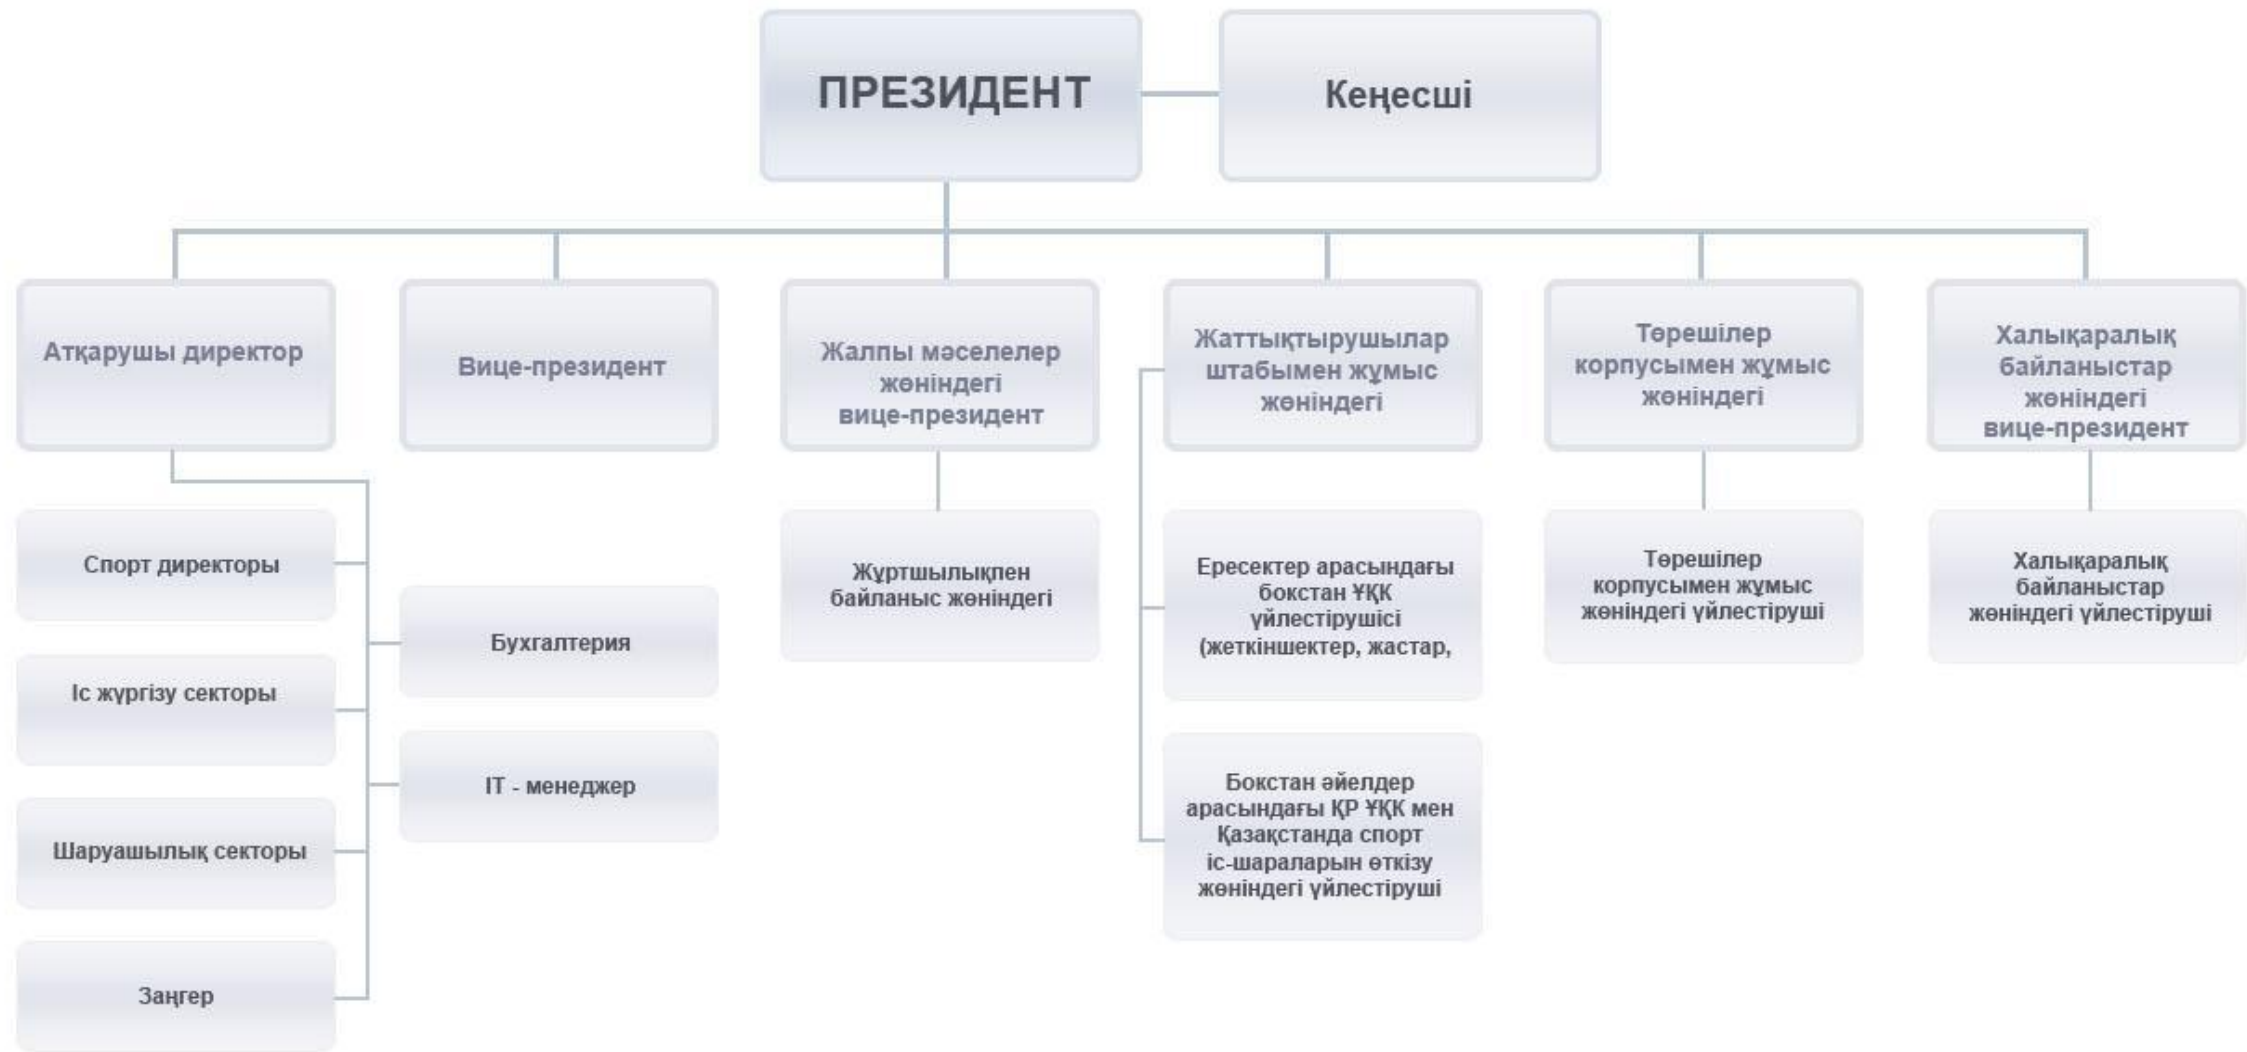 ПРЕЗИДЕНТ
Кеңесші
Атқарушы директор
Вице-президент
Жалпы мәселелер
жөніндегі
вице-президент
Жаттықтырушылар
штабымен жұмыс
жөніндегі
Төрешілер
корпусымен жұмыс
жөніндегі
Халықаралық
байланыстар
жөніндегі
вице-президент
Спорт директоры
Іс жүргізу секторы
Шаруашылық секторы
Заңгер
Бухгалтерия
IT - менеджер
Жұртшылықпен
байланыс жөніндегі
Ересектер арасындағы
бокстан ҰҚК
үйлестірушісі
(жеткіншектер, жастар,
Бокстан әйелдер
арасындағы ҚР ҰҚК мен
Қазақстанда спорт
іс-шараларын өткізу
жөніндегі үйлестіруші
Төрешілер
корпусымен жұмыс
жөніндегі үйлестіруші
Халықаралық
байланыстар
жөніндегі үйлестіруші